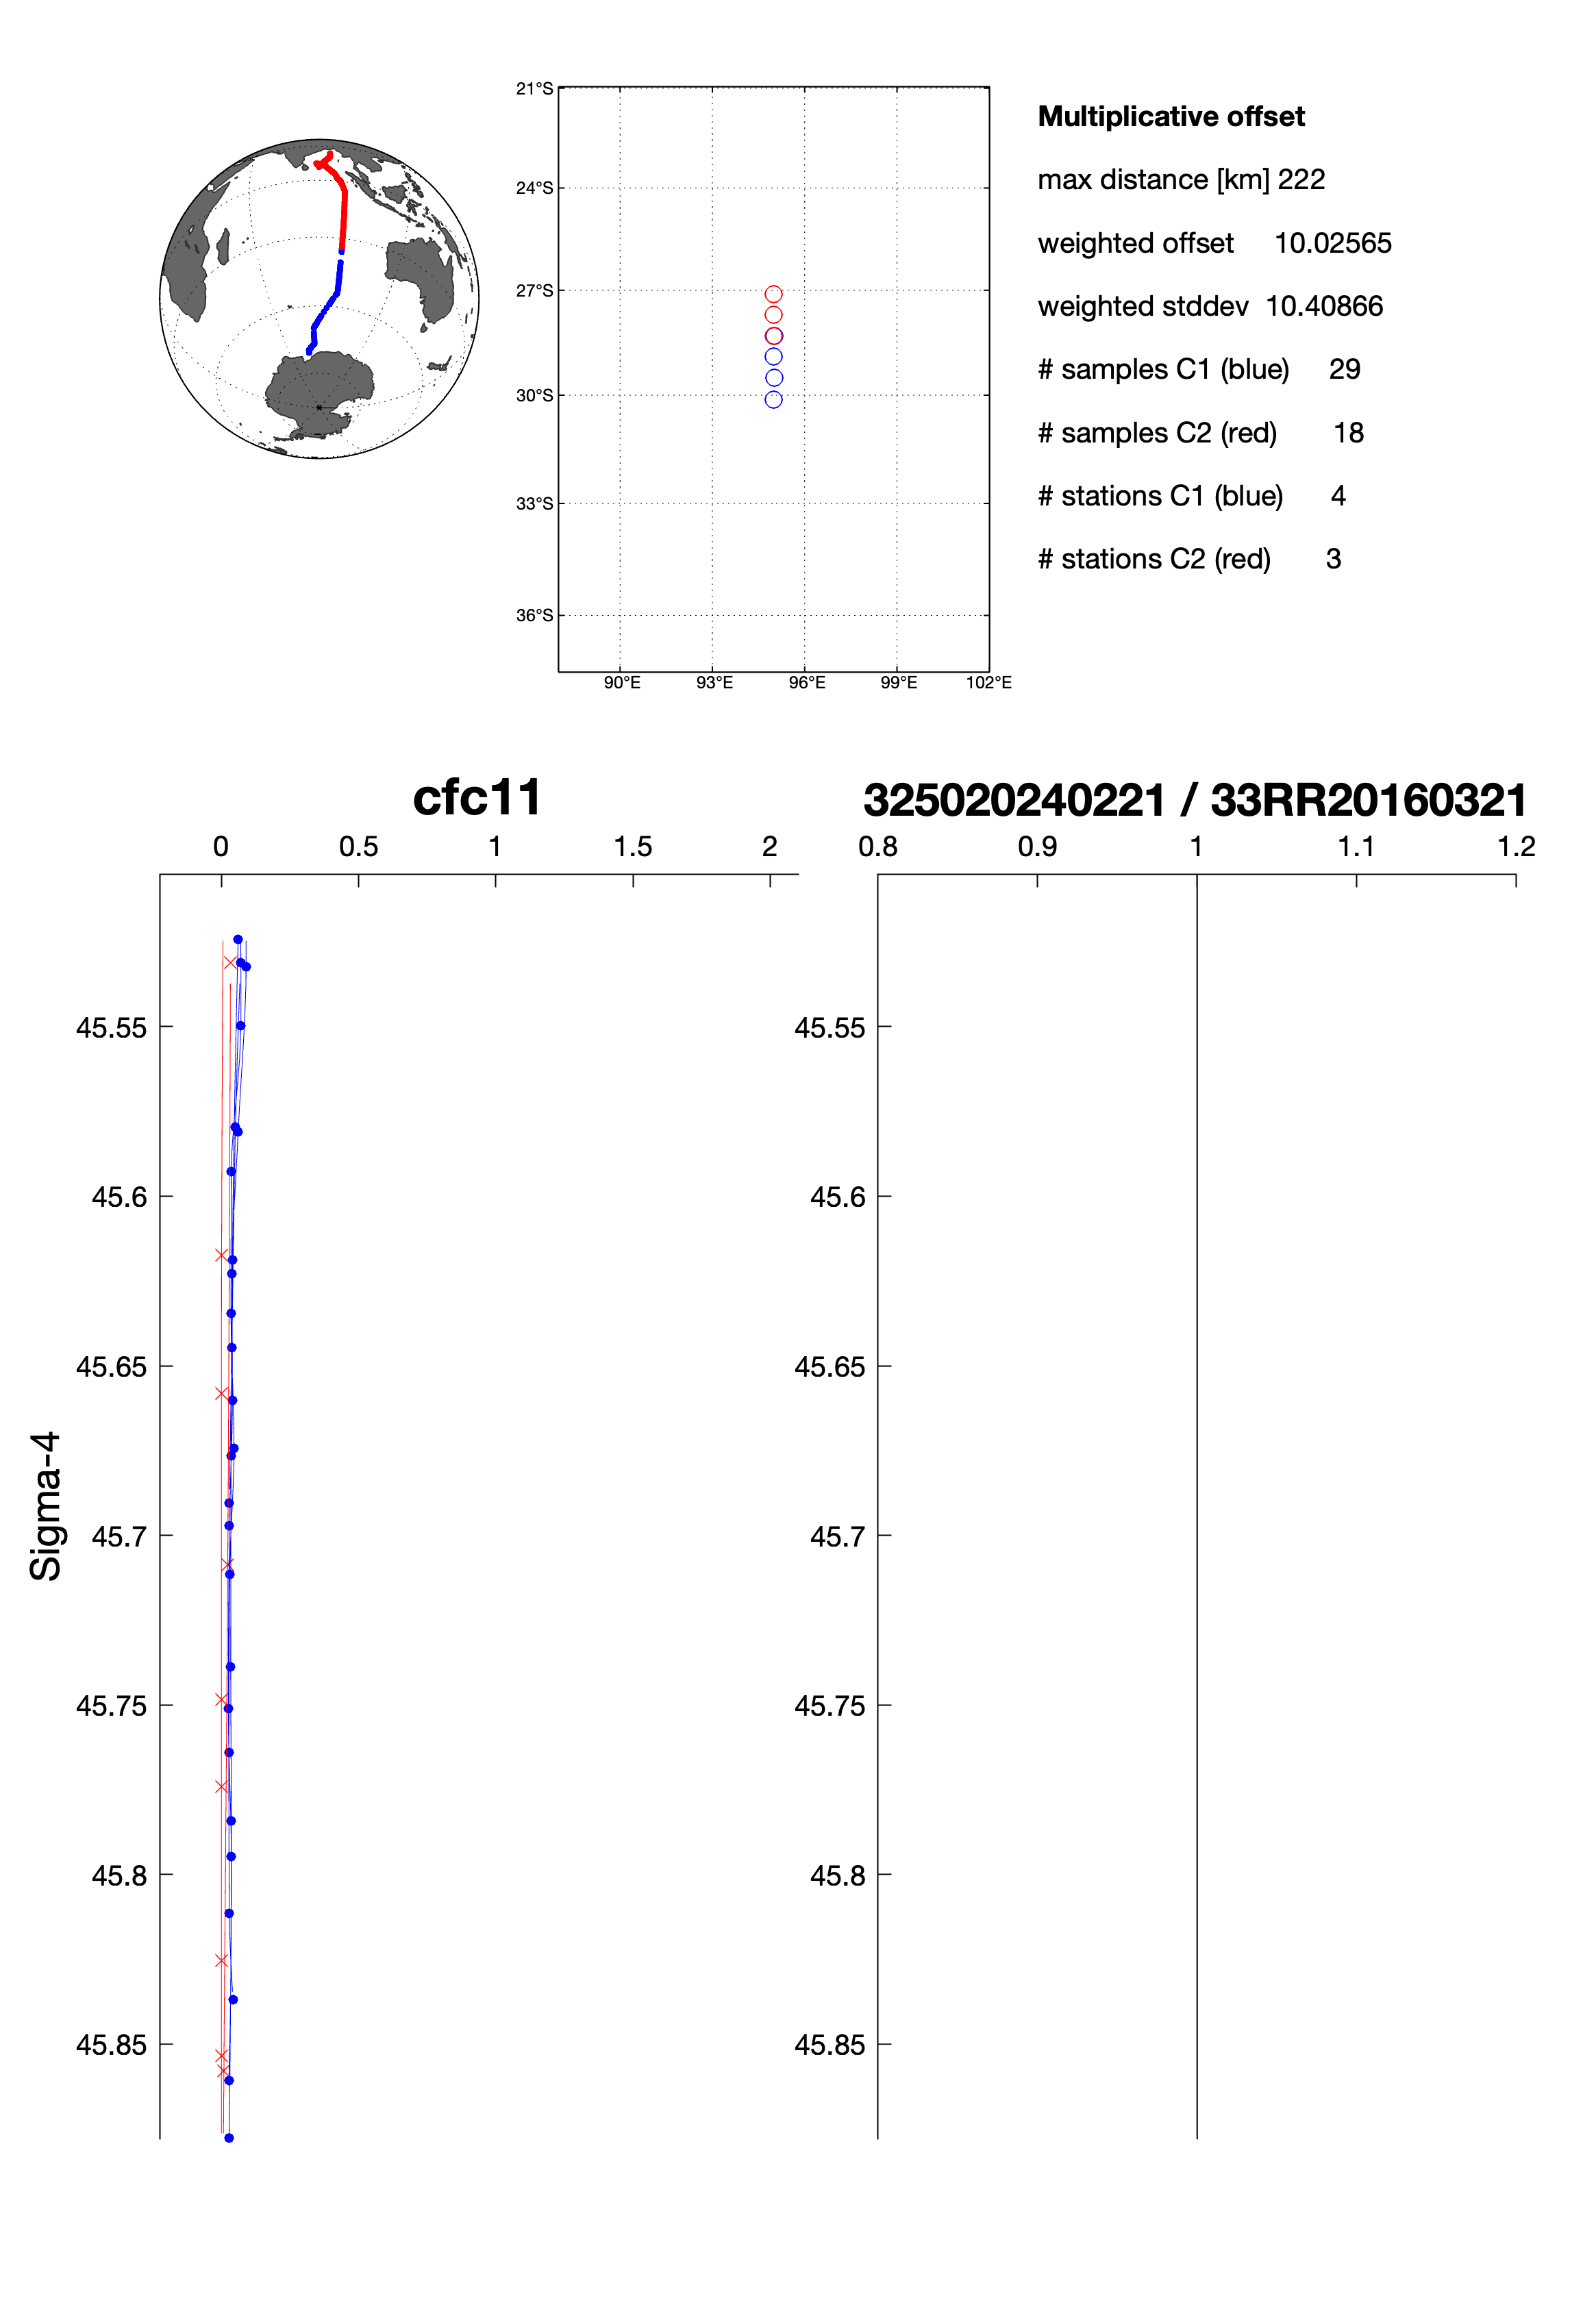 21°S
24°S
27°S
30°S
33°S
36°S
90°E 93°E 96°E 99°E 102°E
Multiplicative offset
max distance [km] 222
weighted offset 10.02565
weighted stddev 10.40866
# samples C1 (blue) 29
# samples C2 (red) 18
# stations C1 (blue) 4
# stations C2 (red) 3
cfc11
0 0.5 1 1.5 2
45.55
45.6
45.65
45.7
45.75
45.8
45.85
Sigma-4
325020240221 / 33RR20160321
0.8 0.9 1 1.1 1.2
45.55
45.6
45.65
45.7
45.75
45.8
45.85